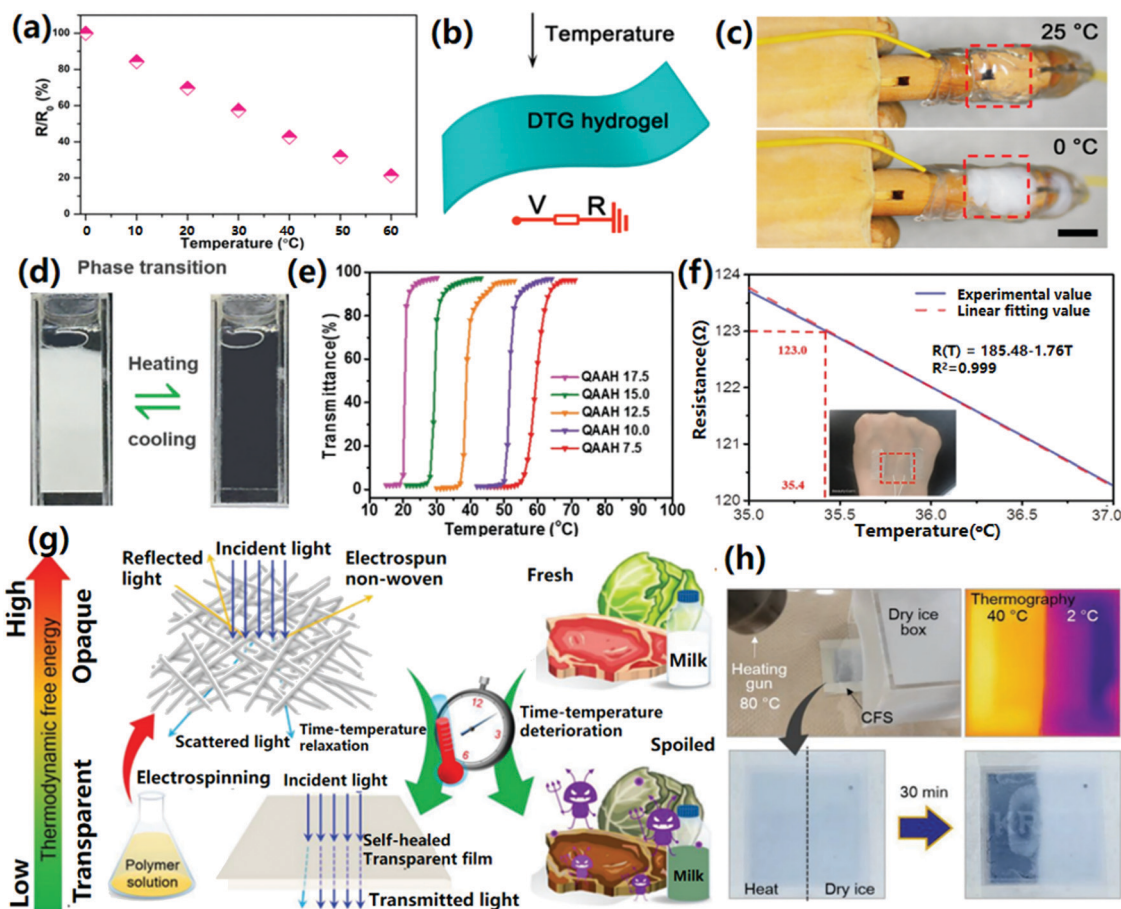 (a)
100
80
60
40
20
0
R/R0 (%)
0 10 20 30 40 50 60
Temperature (°C)
(b)
Temperature
DTG hydrogel
V R
(c)
25 °C
0 °C
(d)
Phase transition
Heating
cooling
(e)
100
80
60
40
20
0
Transmittance(%)
QAAH 17.5
QAAH 15.0
QAAH 12.5
QAAH 10.0
QAAH 7.5
10 20 30 40 50 60 70 80
Temperature (°C)
(f)
124
123
122
121
120
Resistance(Ω)
Experimental value
Linear fitting value
R(T) = 185.48-1.76T
R²=0.999
123.0
35.4
35.0 35.5 36.0 36.5 37.0
Temperature(°C)
(g)
High
Low
Thermodynamic free energy
Opaque
Transparent
Reflected
light
Incident light
Electrospun
non-woven
Scattered light
Time-temperature
relaxation
Electrospinning
Polymer
solution
Incident light
Self-healed
Transparent film
Transmitted light
12
3
6
Time-temperature
deterioration
Fresh
Milk
Spoiled
Milk
(h)
Heating
gun
80 °C
Dry ice
box
CFS
Thermography
40 °C 2 °C
Heat Dry ice
30 min